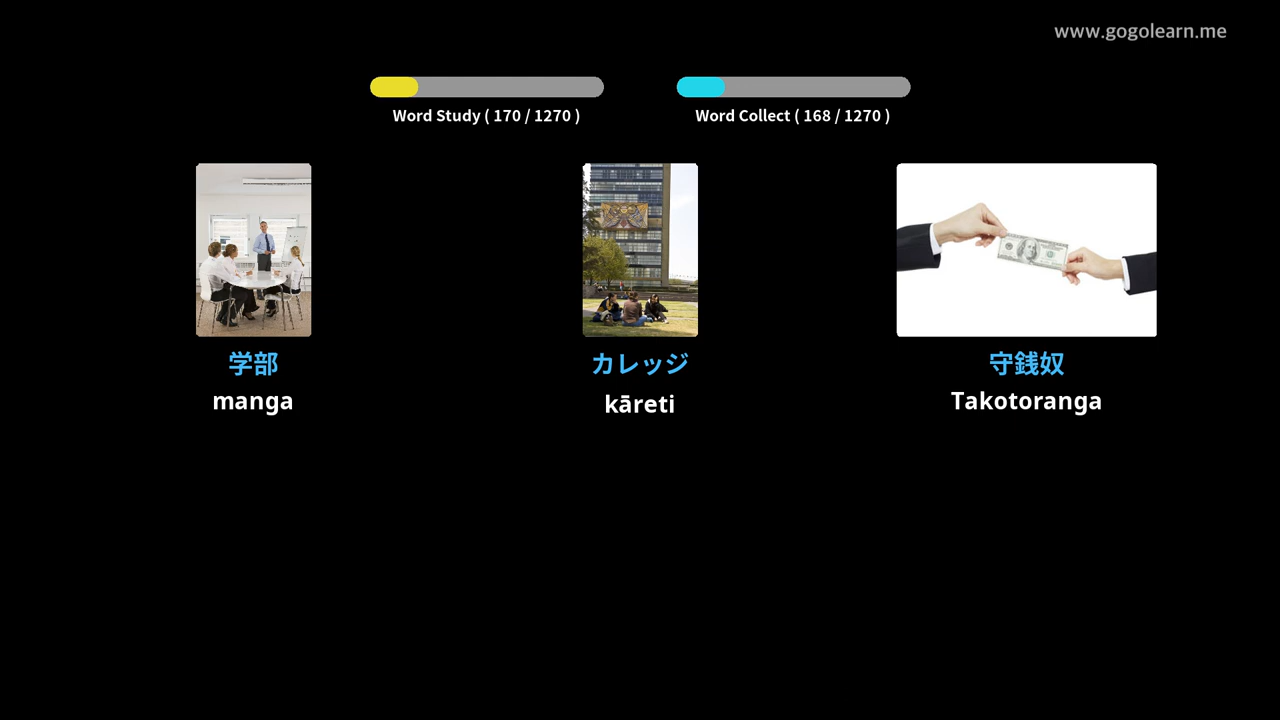 www.gogolearn.me
Word Study ( 170 / 1270 )
Word Collect ( 168 / 1270 )
学部
manga
カレッジ
kāreti
守銭奴
Takotoranga